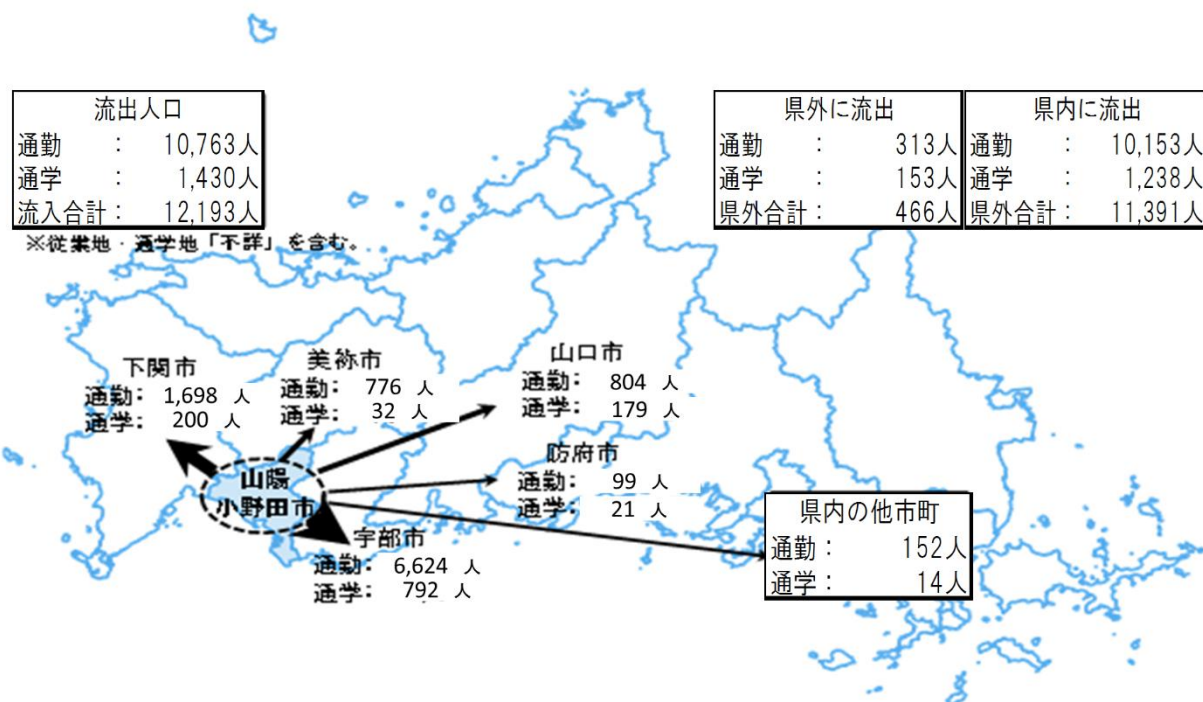 流出人口
通勤 : 10,763人
通学 : 1,430人
流入合計: 12,193人
※従業地・通学地「不詳」を含む。
県外に流出
通勤 : 313人
通学 : 153人
県外合計: 466人
県内に流出
通勤 : 10,153人
通学 : 1,238人
県外合計: 11,391人
下関市
通勤: 1,698 人
通学: 200 人
美祢市
通勤: 776 人
通学: 32 人
山口市
通勤: 804 人
通学: 179 人
防府市
通勤: 99 人
通学: 21 人
山陽
小野田市
宇部市
通勤: 6,624 人
通学: 792 人
県内の他市町
通勤: 152人
通学: 14人